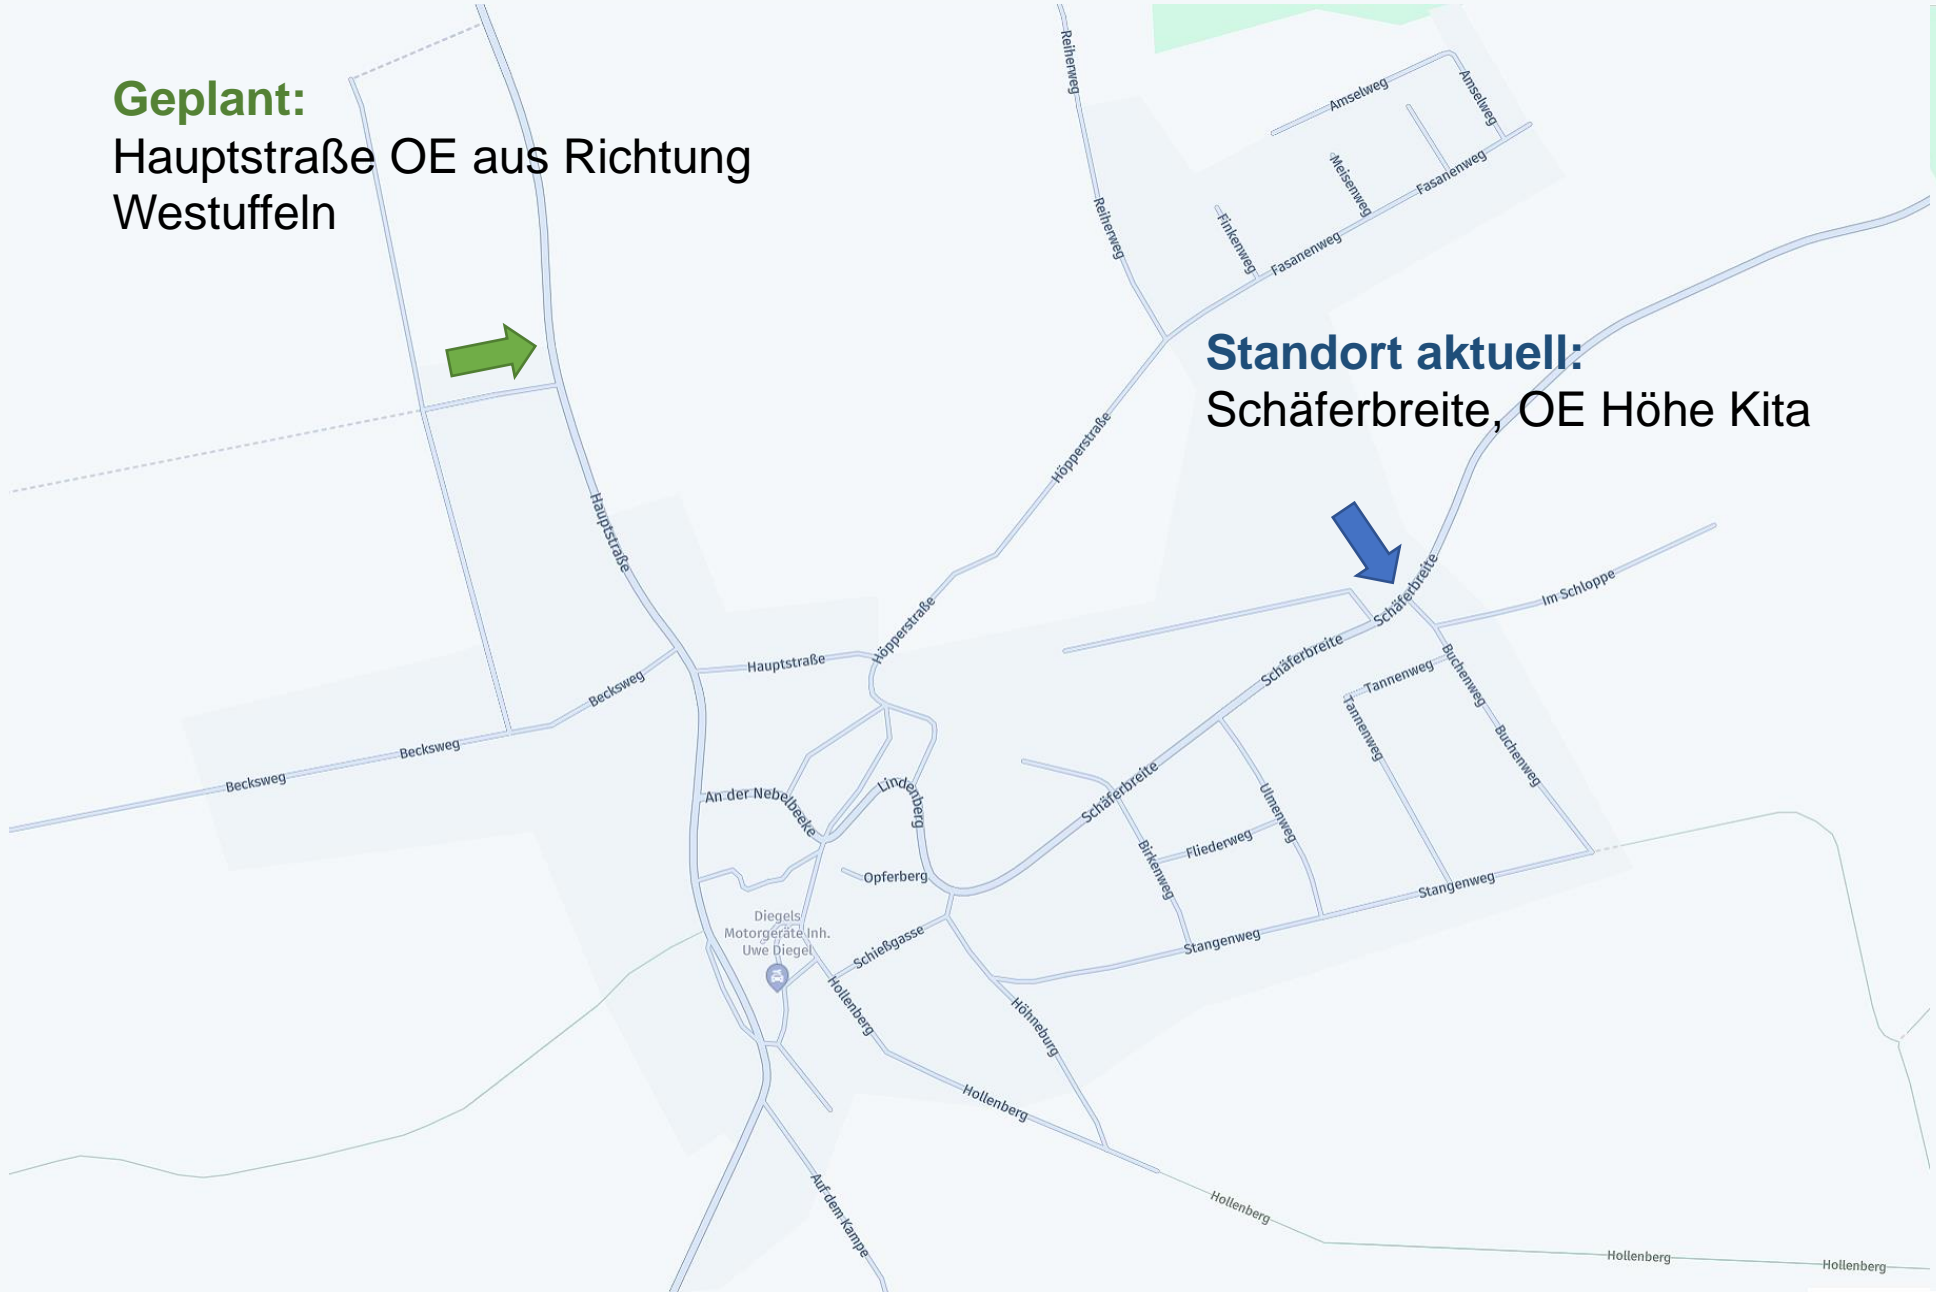 Geplant:
Hauptstraße OE aus Richtung
Westuffeln
Standort aktuell:
Schäferbreite, OE Höhe Kita
Reiherweg
Reiherweg
Amselweg
Amselweg
Meisenweg
Fasanenweg
Finkenweg
Fasanenweg
Höpperstraße
Höpperstraße
Hauptstraße
Hauptstraße
Becksweg
Becksweg
Becksweg
Schäferbreite
Schäferbreite
Schäferbreite
Im Schloppe
Tannenweg
Tannenweg
Buchenweg
Buchenweg
An der Nebelbeeke
Lindenberg
Ulmenweg
Fliederweg
Birkenweg
Opferberg
Stangenweg
Stangenweg
Diegels
Motorgeräte Inh.
Uwe Diegel
Schießgasse
Hollenberg
Höhneburg
Hollenberg
Auf dem Kampe
Hollenberg
Hollenberg
Hollenberg